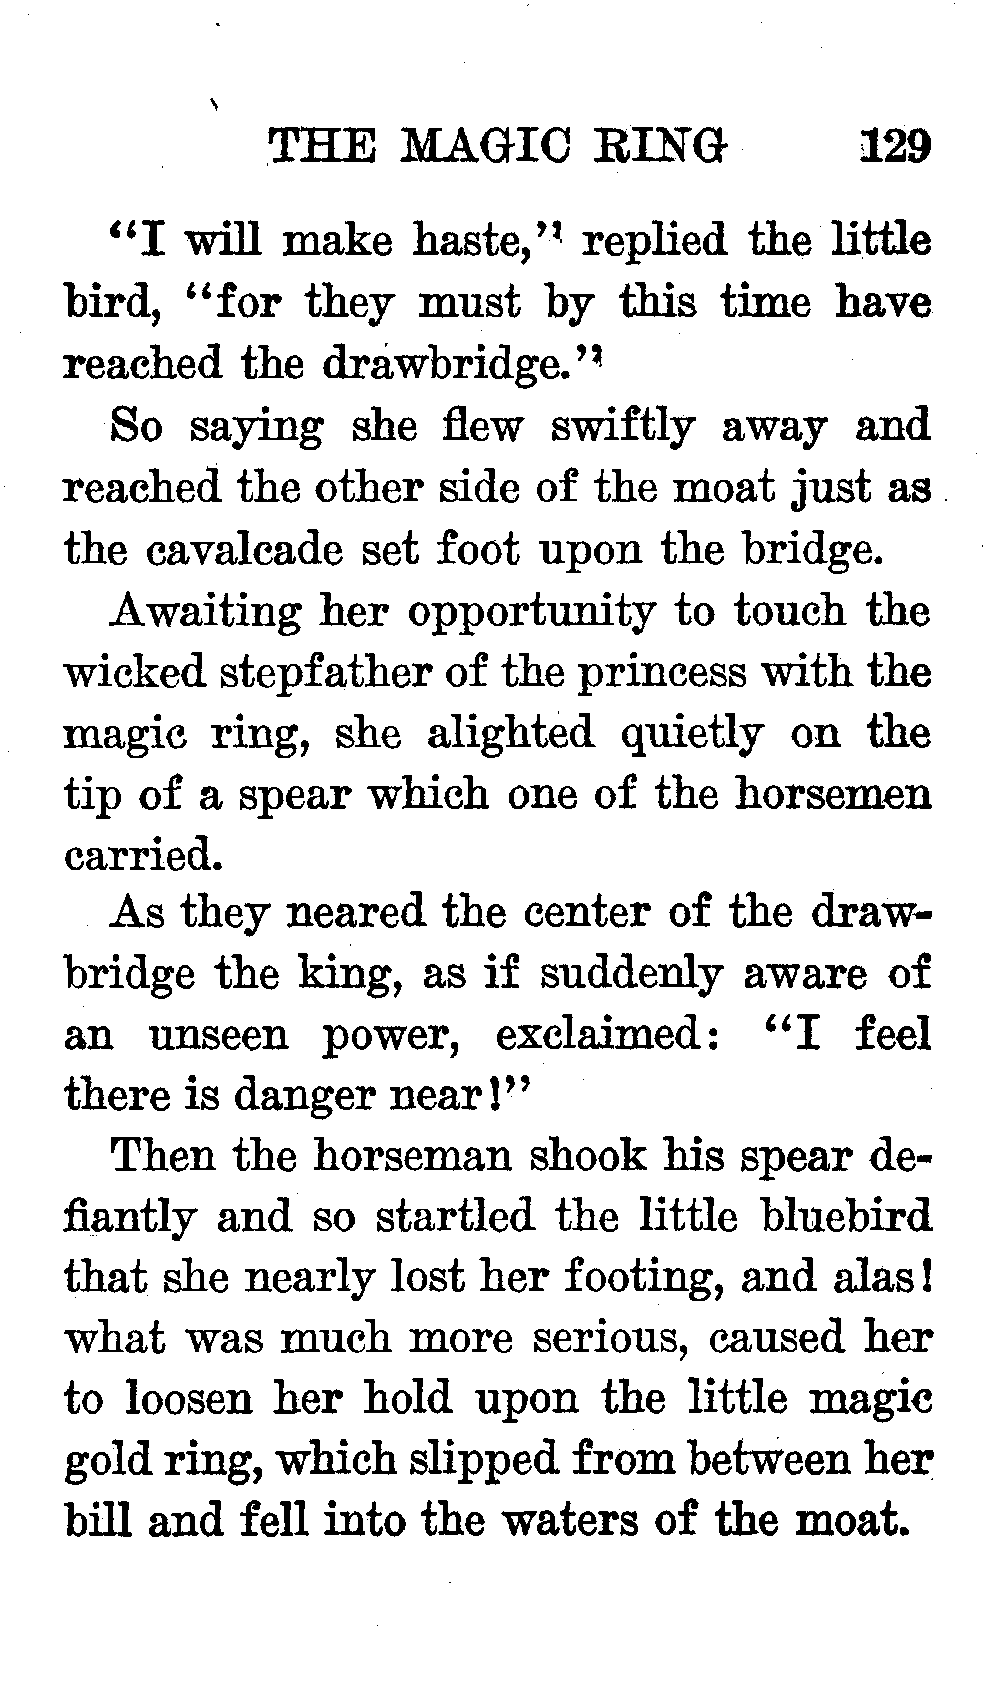 THE MAGIC RING 129
"I will make haste," replied the little
bird, "for they must by this time have
reached the drawbridge."
So saying she flew swiftly away and
reached the other side of the moat just as
the cavalcade set foot upon the bridge.
Awaiting her opportunity to touch the
wicked stepfather of the princess with the
magic ring, she alighted quietly on the
tip of a spear which one of the horsemen
carried.
As they neared the center of the draw-
bridge the king, as if suddenly aware of
an unseen power, exclaimed: "I feel
there is danger near!"
Then the horseman shook his spear de-
fiantly and so startled the little bluebird
that she nearly lost her footing, and alas!
what was much more serious, caused her
to loosen her hold upon the little magic
gold ring, which slipped from between her
bill and fell into the waters of the moat.